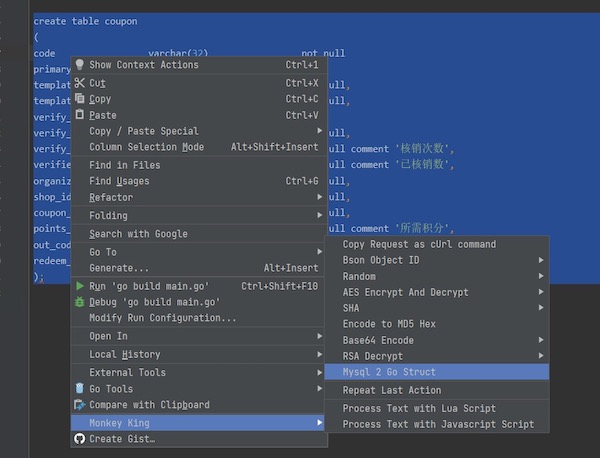 create table coupon
(
code varchar(32) not null
primary
templat ull,
templat ull,
verify_
verify_ ull,
verify_ ull comment '核销次数',
verifie ull comment '已核销数',
organiz ull,
shop_id ull,
coupon_ ull,
points_ ull comment '所需积分',
out_cod
redeem_
);
Show Context Actions Ctrl+1
Cut Ctrl+X
Copy Ctrl+C
Paste Ctrl+V
Copy / Paste Special
Column Selection Mode Alt+Shift+Insert
Find in Files
Find Usages Ctrl+G
Refactor
Folding
Search with Google
Go To
Generate... Alt+Insert
Run 'go build main.go' Ctrl+Shift+F10
Debug 'go build main.go'
Modify Run Configuration...
Open In
Local History
External Tools
Go Tools
Compare with Clipboard
Monkey King
Create Gist…
Copy Request as cUrl command
Bson Object ID
Random
AES Encrypt And Decrypt
SHA
Encode to MD5 Hex
Base64 Encode
RSA Decrypt
Mysql 2 Go Struct
Repeat Last Action
Process Text with Lua Script
Process Text with Javascript Script